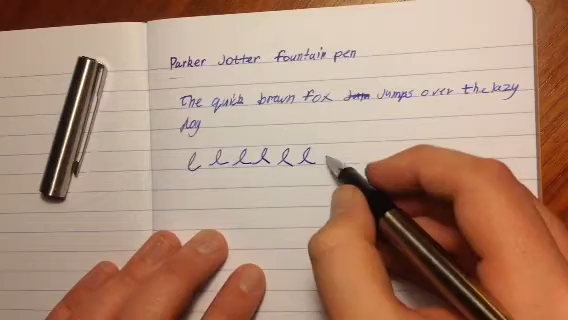 Parker Jotter fountain pen
The quick brown fox jumps over the lazy
dog
l l l l l l